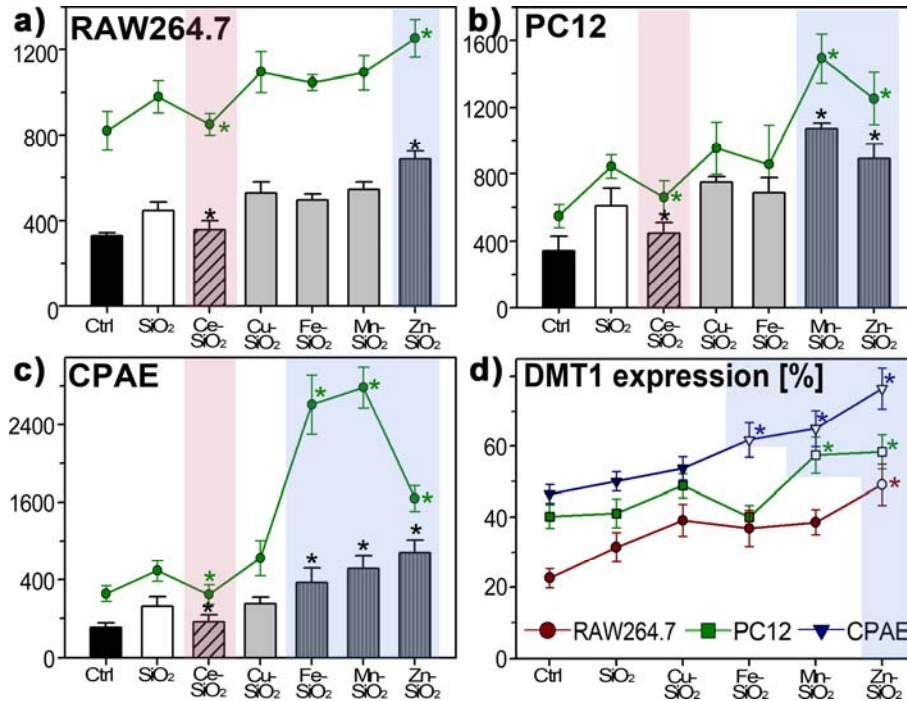 a) RAW264.7
1200
800
400
0
Ctrl SiO₂ Ce-SiO₂ Cu-SiO₂ Fe-SiO₂ Mn-SiO₂ Zn-SiO₂
* * * *
b) PC12
1600
1200
800
400
0
Ctrl SiO₂ Ce-SiO₂ Cu-SiO₂ Fe-SiO₂ Mn-SiO₂ Zn-SiO₂
* * * * * *
c) CPAE
2400
1600
400
0
Ctrl SiO₂ Ce-SiO₂ Cu-SiO₂ Fe-SiO₂ Mn-SiO₂ Zn-SiO₂
* * * * * * * *
d) DMT1 expression [%]
80
60
40
20
0
* * * * * *
RAW264.7 PC12 CPAE
Ctrl SiO₂ Cu-SiO₂ Fe-SiO₂ Mn-SiO₂ Zn-SiO₂